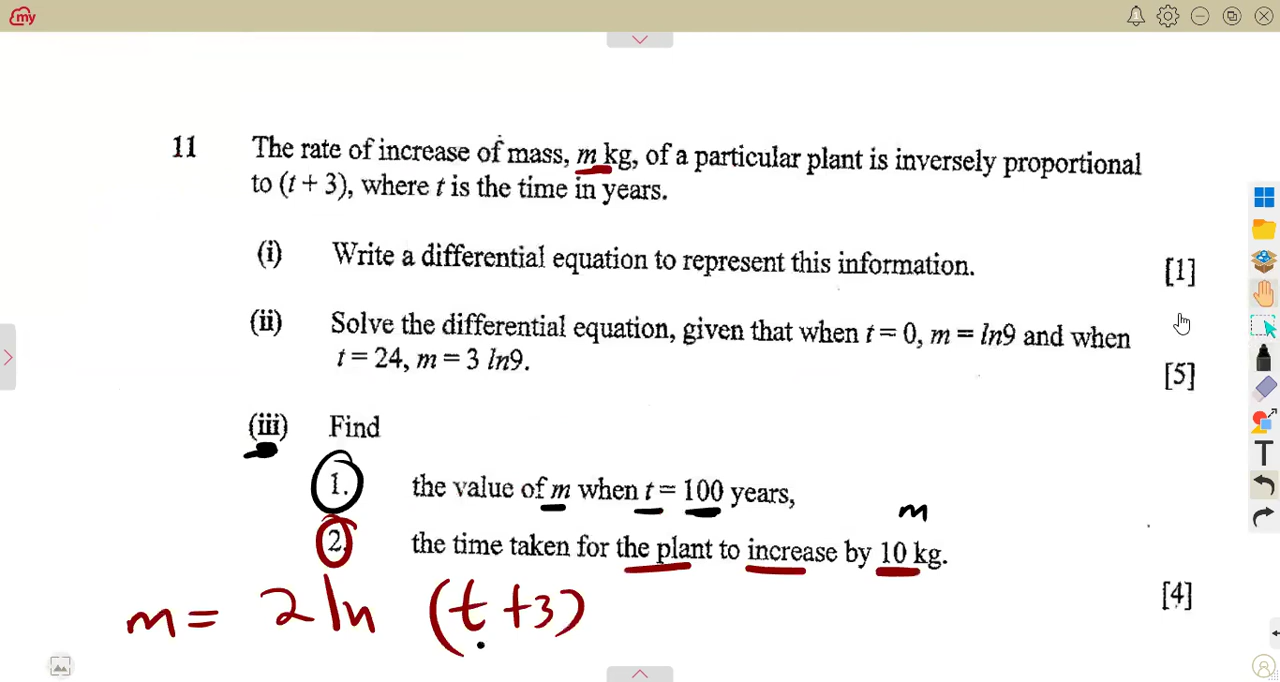 my
11 The rate of increase of mass, m kg, of a particular plant is inversely proportional
to (t + 3), where t is the time in years.
(i) Write a differential equation to represent this information. [1]
(ii) Solve the differential equation, given that when t = 0, m = ln9 and when
t = 24, m = 3 ln9. [5]
(iii) Find
1. the value of m when t = 100 years,
m
2. the time taken for the plant to increase by 10 kg.
[4]
m = 2 ln (t + 3)
T